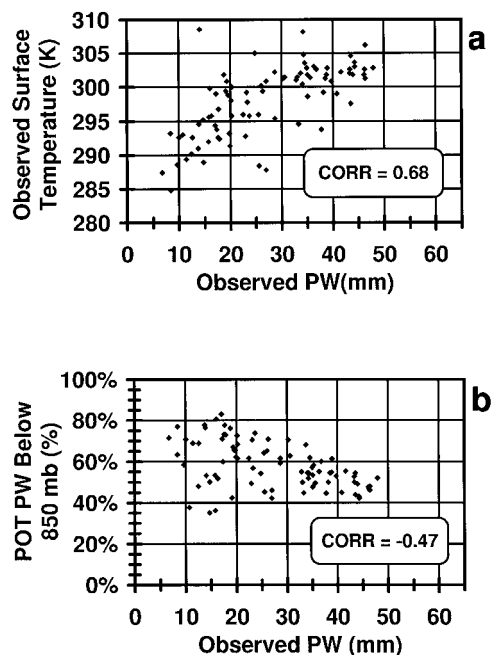 a
Observed Surface
Temperature (K)
310
305
300
295
290
285
280
CORR = 0.68
0 10 20 30 40 50 60
Observed PW(mm)
b
POT PW Below
850 mb (%)
100%
80%
60%
40%
20%
0%
CORR = -0.47
0 10 20 30 40 50 60
Observed PW (mm)